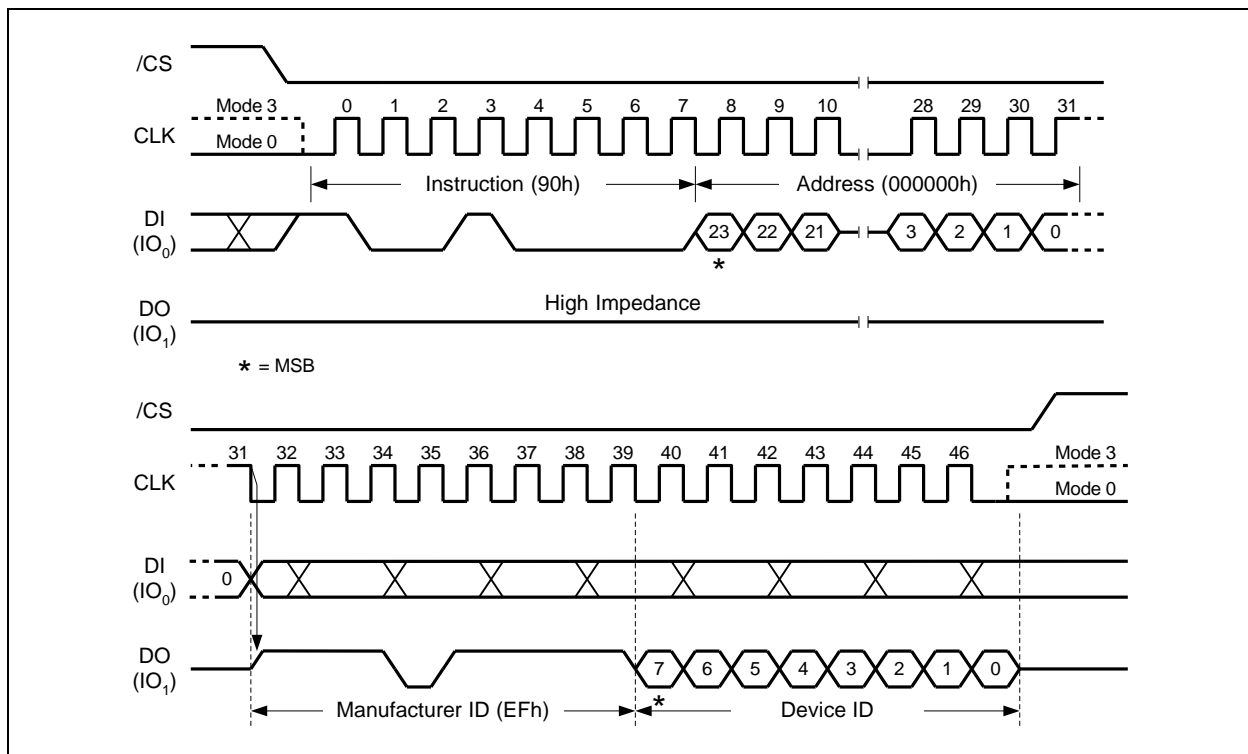 /CS
Mode 3
0 1 2 3 4 5 6 7 8 9 10 28 29 30 31
CLK
Mode 0
Instruction (90h) Address (000000h)
DI
(IO0)
23 22 21 3 2 1 0
*
High Impedance
DO
(IO1)
* = MSB
/CS
31 32 33 34 35 36 37 38 39 40 41 42 43 44 45 46
Mode 3
CLK
Mode 0
DI
(IO0)
0
DO
(IO1)
7 6 5 4 3 2 1 0
*
Manufacturer ID (EFh) Device ID